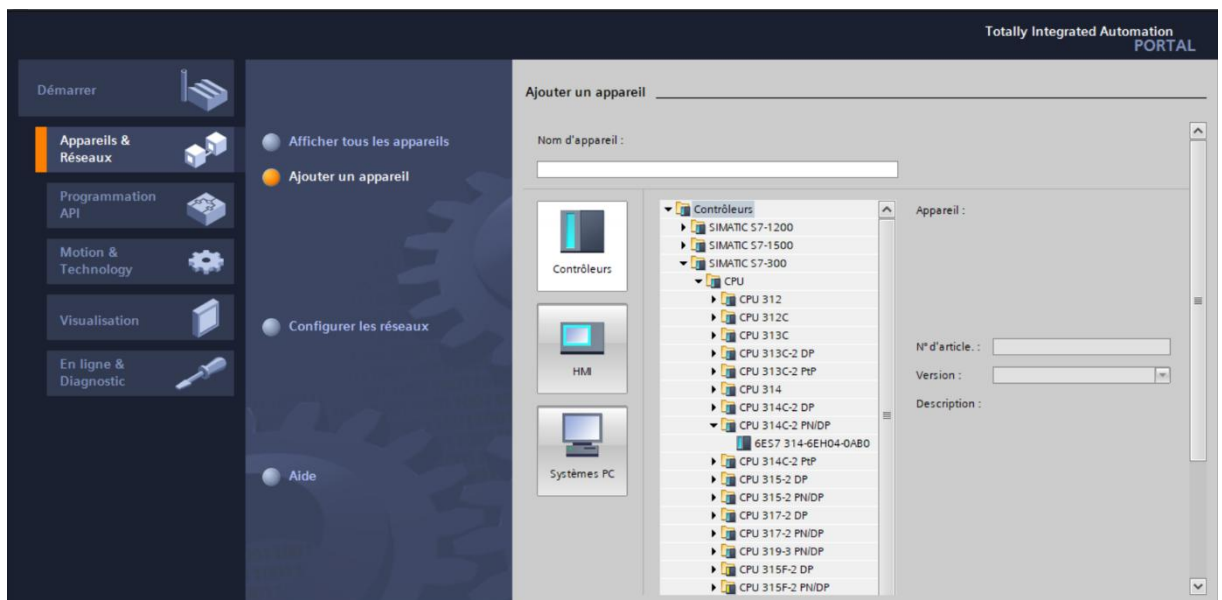 Totally Integrated Automation
PORTAL
Démarrer
Appareils &
Réseaux
Programmation
API
Motion &
Technology
Visualisation
En ligne &
Diagnostic
Afficher tous les appareils
Ajouter un appareil
Configurer les réseaux
Aide
Ajouter un appareil
Nom d'appareil :
Contrôleurs
HMI
Systèmes PC
Contrôleurs
SIMATIC S7-1200
SIMATIC S7-1500
SIMATIC S7-300
CPU
CPU 312
CPU 312C
CPU 313C
CPU 313C-2 DP
CPU 313C-2 PtP
CPU 314
CPU 314C-2 DP
CPU 314C-2 PN/DP
6ES7 314-6EH04-0AB0
CPU 314C-2 PtP
CPU 315-2 DP
CPU 315-2 PN/DP
CPU 317-2 DP
CPU 317-2 PN/DP
CPU 319-3 PN/DP
CPU 315F-2 DP
CPU 315F-2 PN/DP
Appareil :
N° d'article. :
Version :
Description :